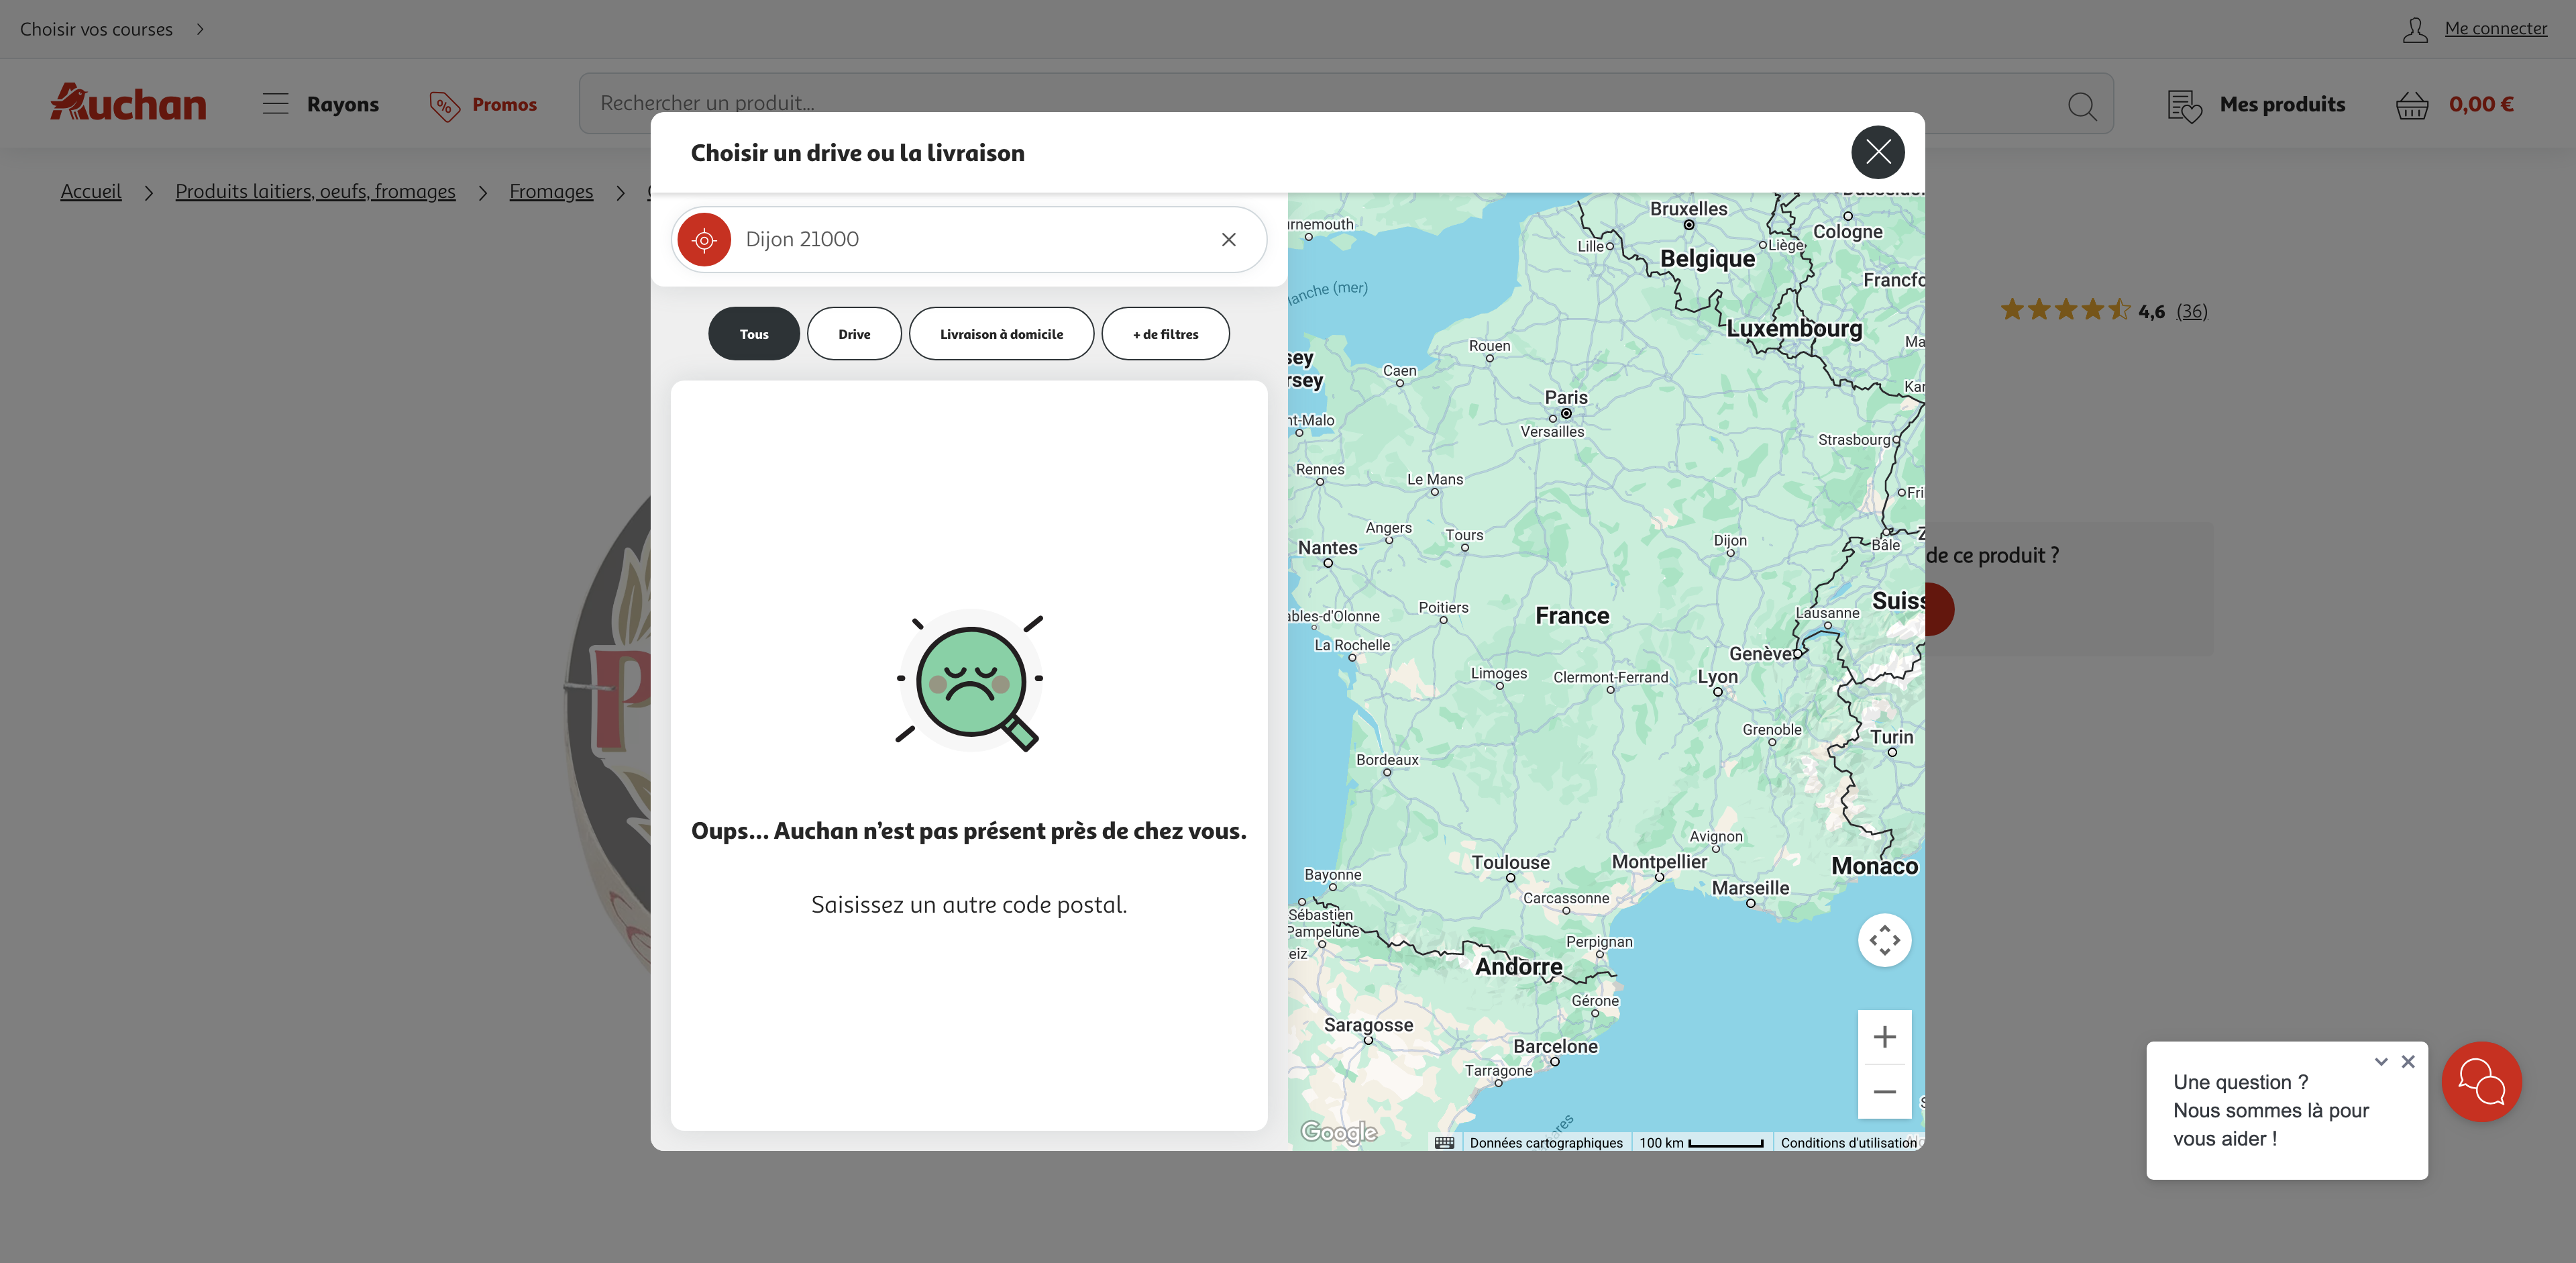 Choisir vos courses
Me connecter
Auchan
Rayons
Promos
Rechercher un produit...
Mes produits
0,00 €
Choisir un drive ou la livraison
Accueil
Produits laitiers, oeufs, fromages
Fromages
Dijon 21000
Tous
Drive
Livraison à domicile
+ de filtres
4,6 (36)
de ce produit ?
Oups... Auchan n'est pas présent près de chez vous.
Saisissez un autre code postal.
Bruxelles
Lille
Liège
Cologne
Belgique
Francfo
anche (mer)
Luxembourg
Rouen
Caen
Paris
Versailles
nt-Malo
Strasbourg
Rennes
Le Mans
Angers
Tours
Nantes
Dijon
Bâle
Poitiers
France
Lausanne
Suiss
ables-d'Olonne
La Rochelle
Genève
Limoges
Clermont-Ferrand
Lyon
Grenoble
Turin
Bordeaux
Avignon
Toulouse
Montpellier
Monaco
Bayonne
Marseille
Carcassonne
Sébastien
Pampelune
eiz
Perpignan
Andorre
Gérone
Saragosse
Barcelone
Tarragone
Google
Données cartographiques
100 km
Conditions d'utilisation
Une question ?
Nous sommes là pour
vous aider !